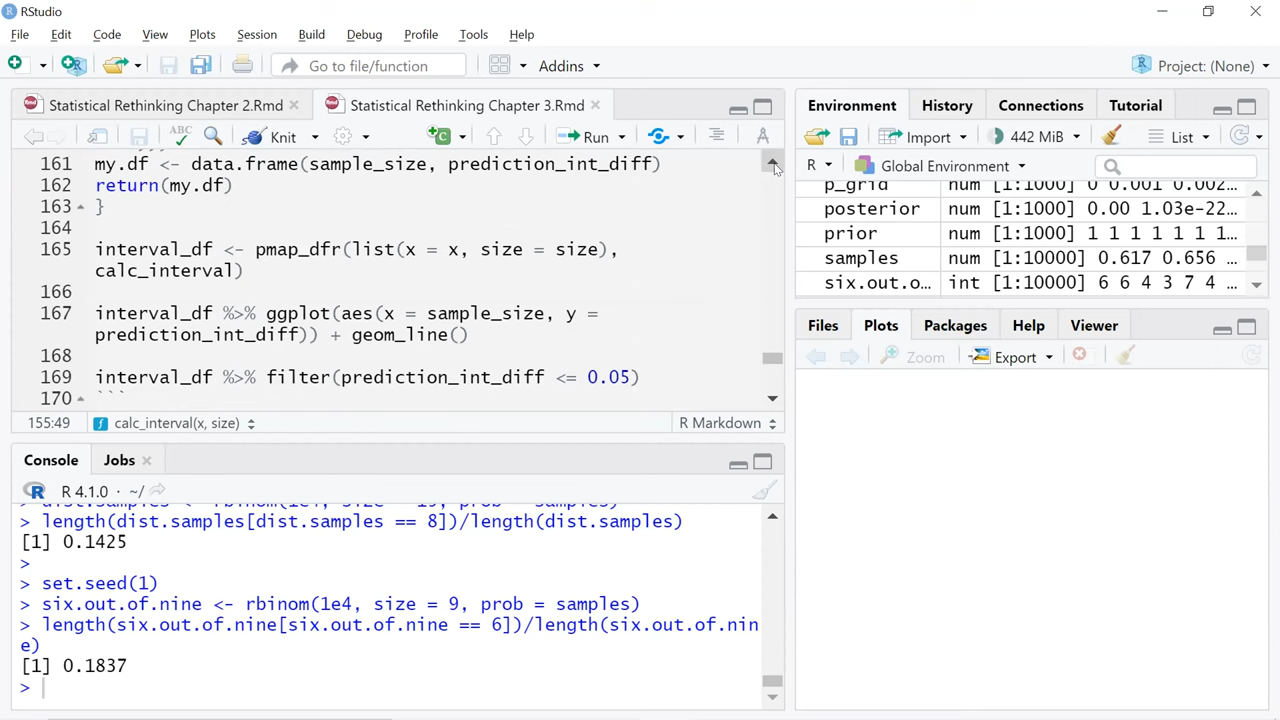 RStudio
File Edit Code View Plots Session Build Debug Profile Tools Help
Go to file/function Addins Project: (None)
Statistical Rethinking Chapter 2.Rmd Statistical Rethinking Chapter 3.Rmd
ABC Knit Run
161 my.df <- data.frame(sample_size, prediction_int_diff)
162 return(my.df)
163 }
164
165 interval_df <- pmap_dfr(list(x = x, size = size),
calc_interval)
166
167 interval_df %>% ggplot(aes(x = sample_size, y =
prediction_int_diff)) + geom_line()
168
169 interval_df %>% filter(prediction_int_diff <= 0.05)
170 ```
155:49 calc_interval(x, size) R Markdown
Console Jobs
R 4.1.0 · ~/
> dist.samples <- rbinom(1e4, size = 15, prob = samples)
> length(dist.samples[dist.samples == 8])/length(dist.samples)
[1] 0.1425
>
> set.seed(1)
> six.out.of.nine <- rbinom(1e4, size = 9, prob = samples)
> length(six.out.of.nine[six.out.of.nine == 6])/length(six.out.of.nin
e)
[1] 0.1837
>
Environment History Connections Tutorial
Import 442 MiB List
R Global Environment
p_grid num [1:1000] 0 0.001 0.002…
posterior num [1:1000] 0.00 1.03e-22…
prior num [1:1000] 1 1 1 1 1 1 1…
samples num [1:10000] 0.617 0.656 …
six.out.o… int [1:10000] 6 6 4 3 7 4 …
Files Plots Packages Help Viewer
Zoom Export